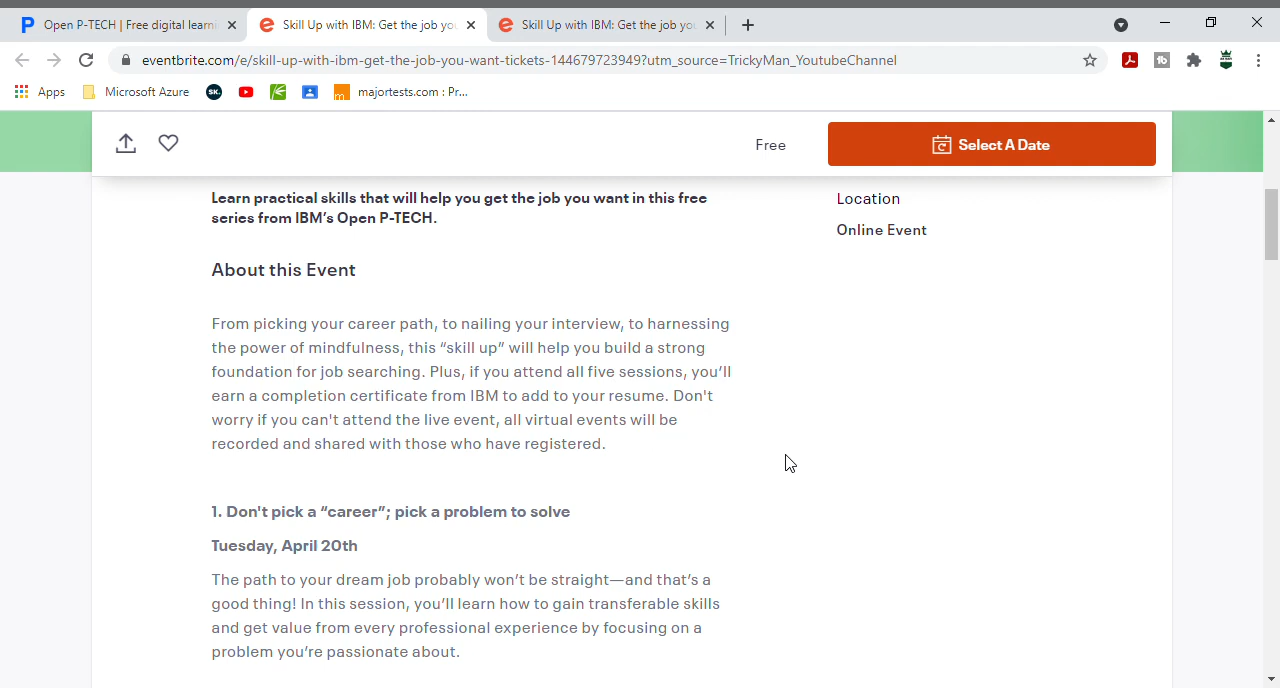 Open P-TECH | Free digital learni
Skill Up with IBM: Get the job you
Skill Up with IBM: Get the job you
eventbrite.com/e/skill-up-with-ibm-get-the-job-you-want-tickets-144679723949?utm_source=TrickyMan_YoutubeChannel
Apps
Microsoft Azure
SK.
majortests.com : Pr...
Free
Select A Date
Learn practical skills that will help you get the job you want in this free
series from IBM's Open P-TECH.
Location
Online Event
About this Event
From picking your career path, to nailing your interview, to harnessing
the power of mindfulness, this “skill up” will help you build a strong
foundation for job searching. Plus, if you attend all five sessions, you’ll
earn a completion certificate from IBM to add to your resume. Don't
worry if you can't attend the live event, all virtual events will be
recorded and shared with those who have registered.
1. Don't pick a “career”; pick a problem to solve
Tuesday, April 20th
The path to your dream job probably won’t be straight—and that’s a
good thing! In this session, you’ll learn how to gain transferable skills
and get value from every professional experience by focusing on a
problem you’re passionate about.